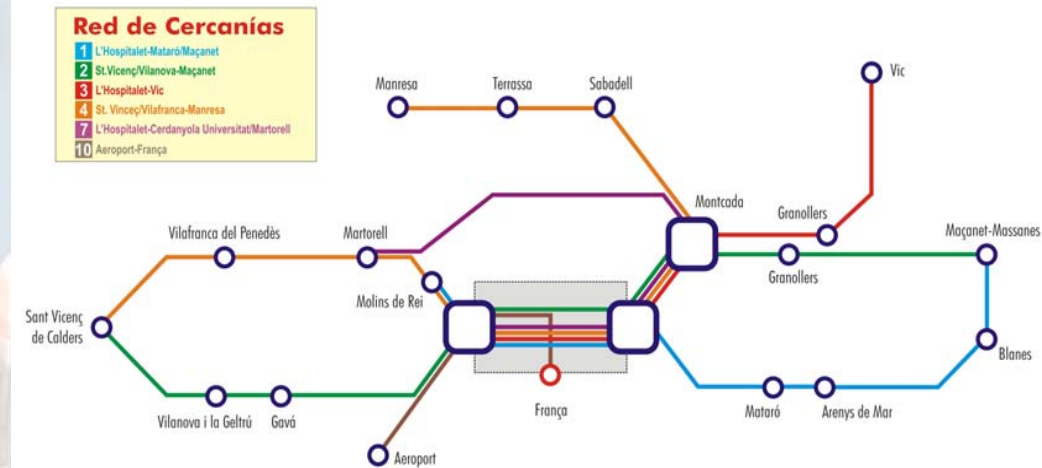 Red de Cercanías
1 L'Hospitalet-Mataró/Maçanet
2 St.Vicenç/Vilanova-Maçanet
3 L'Hospitalet-Vic
4 St. Vinceç/Vilafranca-Manresa
7 L'Hospitalet-Cerdanyola Universitat/Martorell
10 Aeroport-França
Manresa
Terrassa
Sabadell
Vic
Montcada
Granollers
Maçanet-Massanes
Vilafranca del Penedès
Martorell
Granollers
Molins de Rei
Sant Vicenç
de Calders
Blanes
França
Mataró
Arenys de Mar
Vilanova i la Geltrú
Gavá
Aeroport